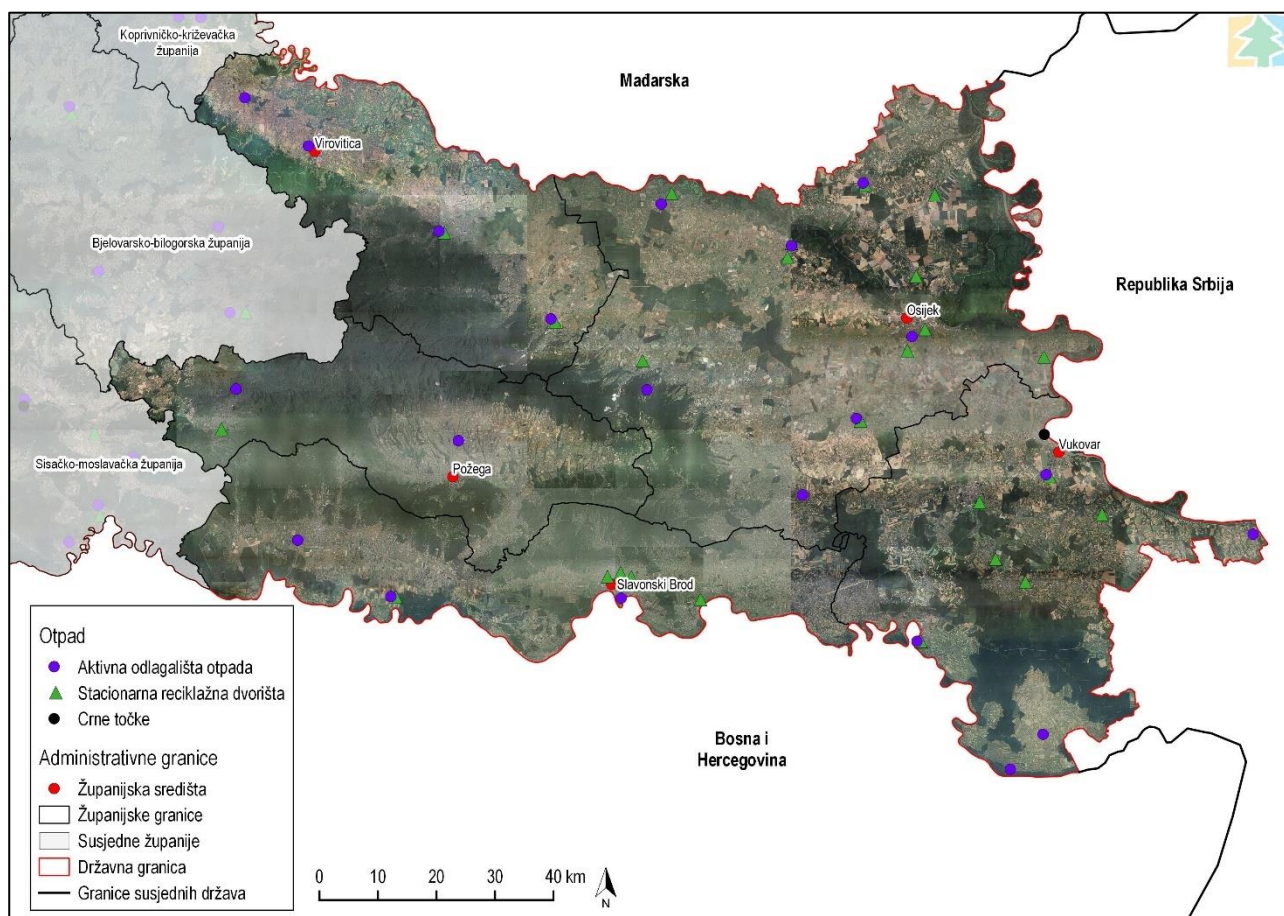 Koprivničko-križevačka
županija
Mađarska
Virovitica
Bjelovarsko-bilogorska županija
Republika Srbija
Osijek
Vukovar
Sisačko-moslavačka županija
Požega
Slavonski Brod
Bosna i
Hercegovina
Otpad
Aktivna odlagališta otpada
Stacionarna reciklažna dvorišta
Crne točke
Administrativne granice
Županijska središta
Županijske granice
Susjedne županije
Državna granica
Granice susjednih država
0 10 20 30 40 km
N